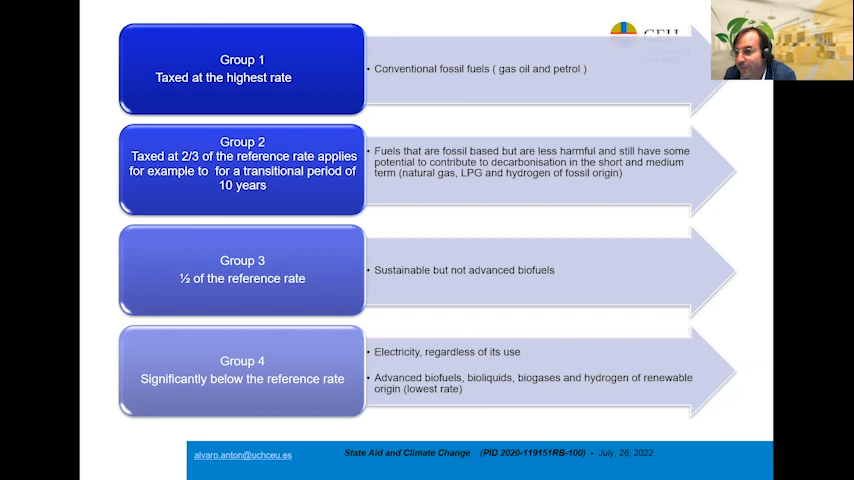 Group 1
Taxed at the highest rate
• Conventional fossil fuels ( gas oil and petrol )
Group 2
Taxed at 2/3 of the reference rate applies
for example to  for a transitional period of
10 years
• Fuels that are fossil based but are less harmful and still have some
potential to contribute to decarbonisation in the short and medium
term (natural gas, LPG and hydrogen of fossil origin)
Group 3
½ of the reference rate
• Sustainable but not advanced biofuels
Group 4
Significantly below the reference rate
• Electricity, regardless of its use
• Advanced biofuels, bioliquids, biogases and hydrogen of renewable
origin (lowest rate)
alvaro.anton@uchceu.es
State Aid and Climate Change   (PID 2020-119151RB-100)  -  July, 26, 2022